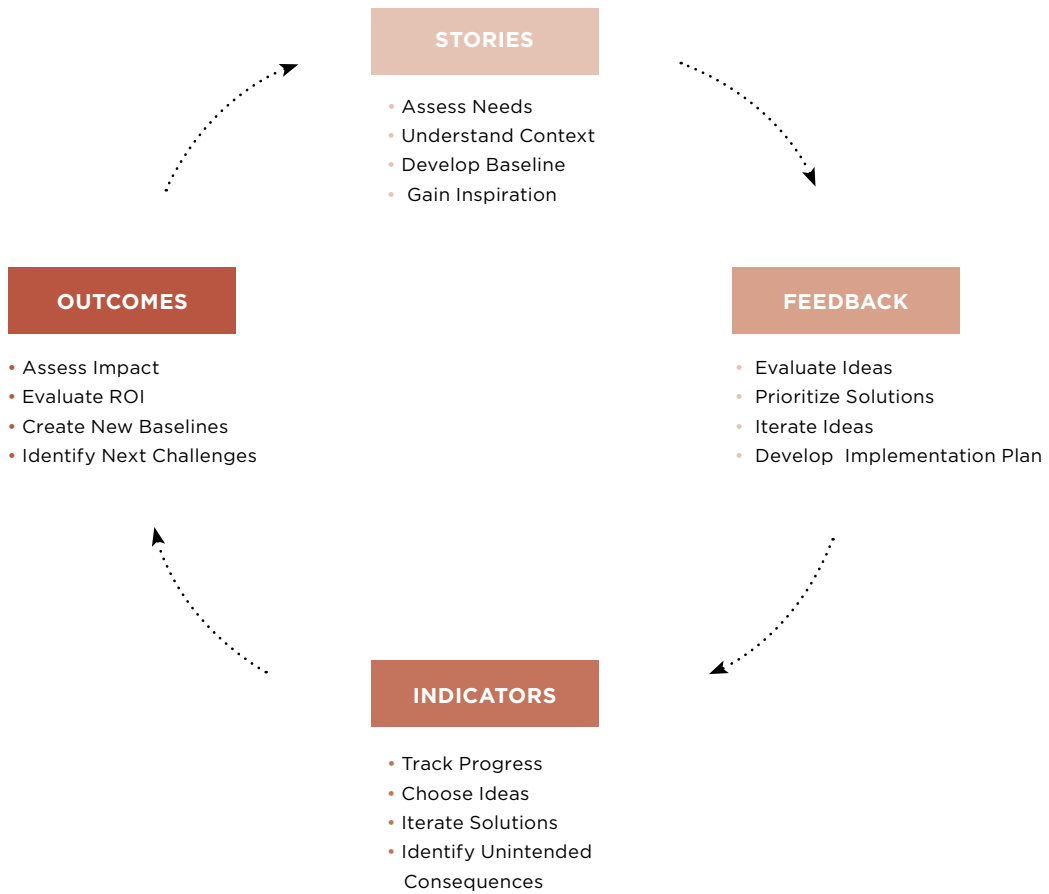 STORIES
• Assess Needs
• Understand Context
• Develop Baseline
• Gain Inspiration
OUTCOMES
• Assess Impact
• Evaluate ROI
• Create New Baselines
• Identify Next Challenges
FEEDBACK
• Evaluate Ideas
• Prioritize Solutions
• Iterate Ideas
• Develop Implementation Plan
INDICATORS
• Track Progress
• Choose Ideas
• Iterate Solutions
• Identify Unintended
Consequences